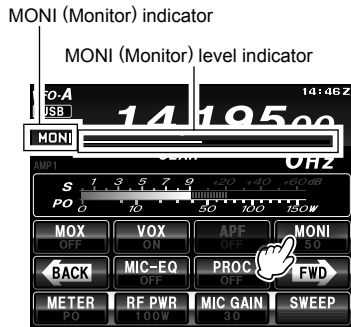 MONI (Monitor) indicator
MONI (Monitor) level indicator
VFO-A
14:46Z
USB
14.195.00
MONI
AMP1
0Hz
S 1 3 5 7 9 +20 +40 +60dB
PO 0 10 50 100 150W
MOX VOX APF MONI
OFF ON OFF 50
BACK MIC-EQ PROC FWD
OFF OFF
METER RF PWR MIC GAIN SWEEP
PO 100W 30